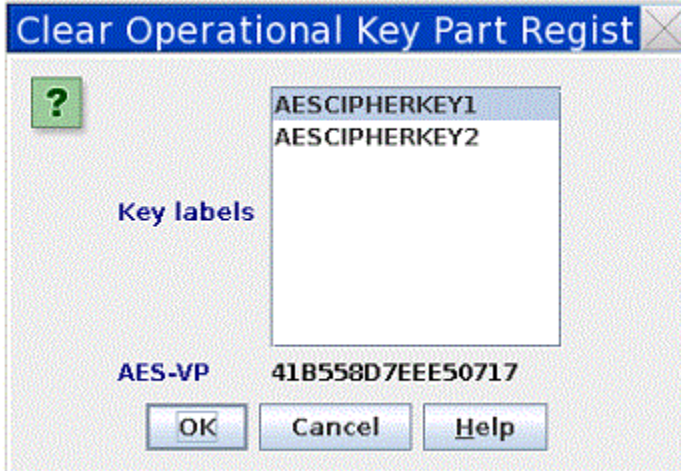 Clear Operational Key Part Regist
?
AESCIPHERKEY1
AESCIPHERKEY2
Key labels
AES-VP 41B558D7EEE50717
OK Cancel Help